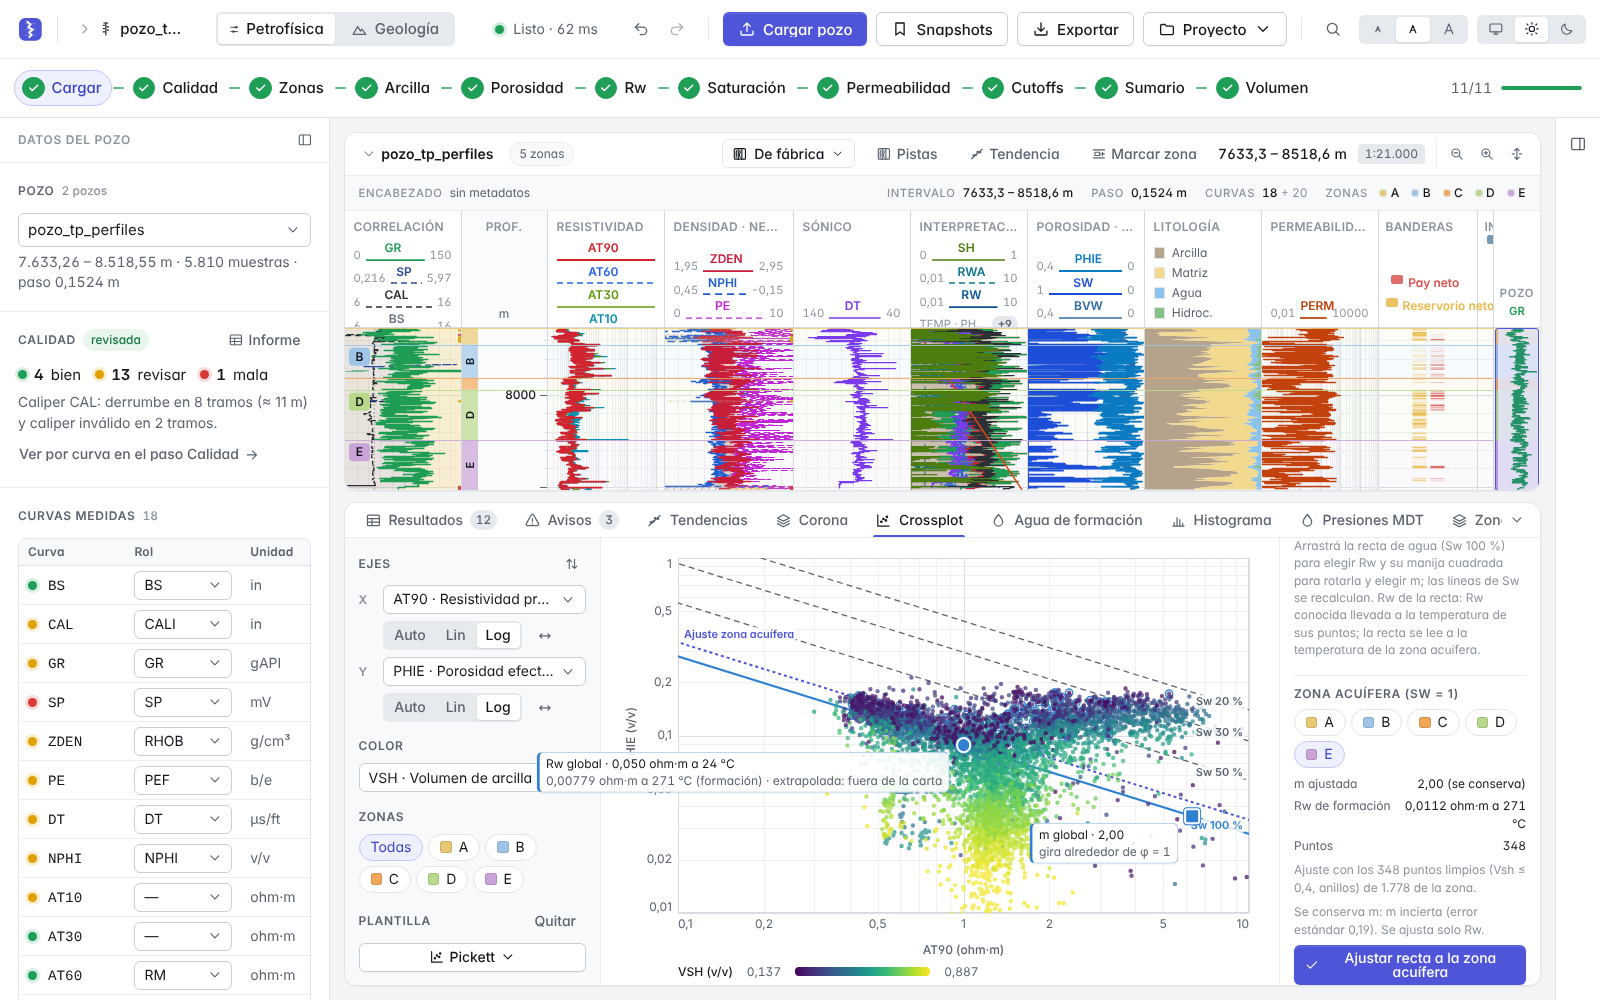 pozo_t...
Petrofísica
Geología
Listo · 62 ms
Cargar pozo
Snapshots
Exportar
Proyecto
A
A
A
Cargar
Calidad
Zonas
Arcilla
Porosidad
Rw
Saturación
Permeabilidad
Cutoffs
Sumario
Volumen
11/11
DATOS DEL POZO
POZO 2 pozos
pozo_tp_perfiles
7.633,26 – 8.518,55 m · 5.810 muestras ·
paso 0,1524 m
CALIDAD revisada
Informe
4 bien 13 revisar 1 mala
Caliper CAL: derrumbe en 8 tramos (≈ 11 m)
y caliper inválido en 2 tramos.
Ver por curva en el paso Calidad →
CURVAS MEDIDAS 18
Curva Rol Unidad
BS BS in
CAL CALI in
GR GR gAPI
SP SP mV
ZDEN RHOB g/cm³
PE PEF b/e
DT DT µs/ft
NPHI NPHI v/v
AT10 — ohm·m
AT30 — ohm·m
AT60 RM ohm·m
pozo_tp_perfiles
5 zonas
De fábrica
Pistas
Tendencia
Marcar zona
7633,3 – 8518,6 m
1:21.000
ENCABEZADO sin metadatos
INTERVALO 7633,3 – 8518,6 m
PASO 0,1524 m
CURVAS 18 + 20
ZONAS A B C D E
CORRELACIÓN
0 GR 150
0,216 SP 5,97
6 CAL 16
6 BS 16
PROF.
m
RESISTIVIDAD
AT90
AT60
AT30
AT10
DENSIDAD · NE...
1,95 ZDEN 2,95
0,45 NPHI -0,15
0 PE 10
SÓNICO
140 DT 40
INTERPRETAC...
0 SH 1
0,01 RWA 10
0,01 RW 10
TEMP · PH +9
POROSIDAD · ...
0,4 PHIE 0
1 SW 0
0,4 BVW 0
LITOLOGÍA
Arcilla
Matriz
Agua
Hidroc.
PERMEABILID...
0,01 PERM 10000
BANDERAS
Pay neto
Reservorio neto
IN
POZO
GR
B
D
E
B
D
E
8000
Resultados 12
Avisos 3
Tendencias
Corona
Crossplot
Agua de formación
Histograma
Presiones MDT
Zon
EJES
X AT90 · Resistividad pr...
Auto Lin Log
Y PHIE · Porosidad efect...
Auto Lin Log
COLOR
VSH · Volumen de arcilla
ZONAS
Todas A B
C D E
PLANTILLA
Quitar
Pickett
1
0,5
0,2
0,1
0,02
0,01
0,1 0,2 0,5 1 2 5 10
AT90 (ohm·m)
Ajuste zona acuífera
Sw 20 %
Sw 30 %
Sw 50 %
Sw 100 %
Rw global · 0,050 ohm·m a 24 °C
0,00779 ohm·m a 271 °C (formación) · extrapolada: fuera de la carta
m global · 2,00
gira alrededor de φ = 1
VSH (v/v) 0,137 0,887
Arrastrá la recta de agua (Sw 100 %)
para elegir Rw y su manija cuadrada
para rotarla y elegir m; las líneas de Sw
se recalculan. Rw de la recta: Rw
conocida llevada a la temperatura de
sus puntos; la recta se lee a la
temperatura de la zona acuífera.
ZONA ACUÍFERA (SW = 1)
A B C D
E
m ajustada 2,00 (se conserva)
Rw de formación 0,0112 ohm·m a 271
°C
Puntos 348
Ajuste con los 348 puntos limpios (Vsh ≤
0,4, anillos) de 1.778 de la zona.
Se conserva m: m incierta (error
estándar 0,19). Se ajusta solo Rw.
Ajustar recta a la zona
acuífera